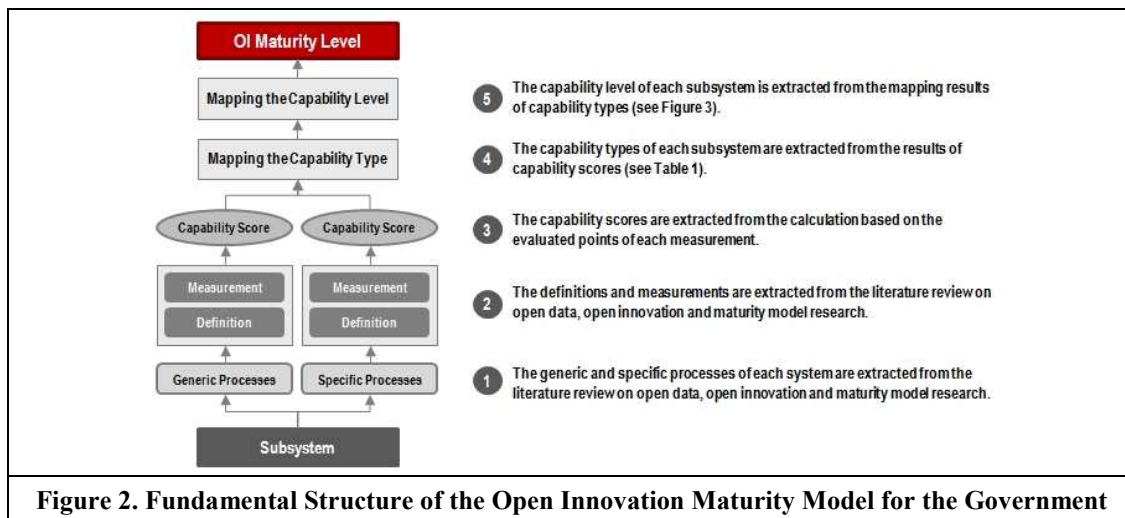 OI Maturity Level
Mapping the Capability Level
5 The capability level of each subsystem is extracted from the mapping results
of capability types (see Figure 3).
Mapping the Capability Type
4 The capability types of each subsystem are extracted from the results of
capability scores (see Table 1).
Capability Score Capability Score
3 The capability scores are extracted from the calculation based on the
evaluated points of each measurement.
Measurement Measurement
Definition Definition
2 The definitions and measurements are extracted from the literature review on
open data, open innovation and maturity model research.
Generic Processes Specific Processes
1 The generic and specific processes of each system are extracted from the
literature review on open data, open innovation and maturity model research.
Subsystem
Figure 2. Fundamental Structure of the Open Innovation Maturity Model for the Government